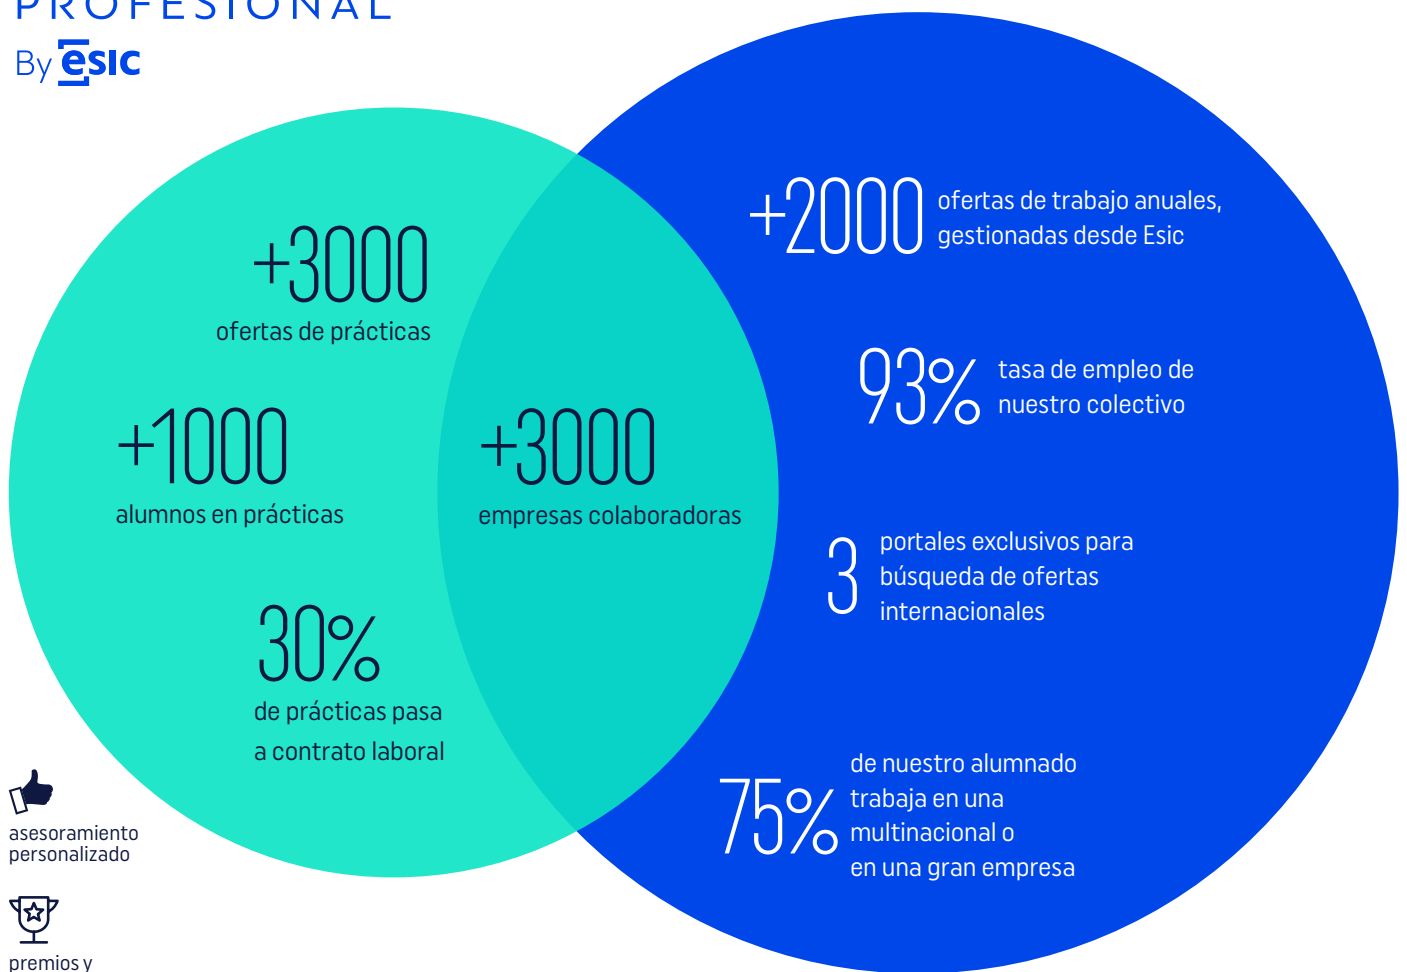 PROFESIONAL
By esic
+3000
ofertas de prácticas
+1000
alumnos en prácticas
30%
de prácticas pasa
a contrato laboral
+3000
empresas colaboradoras
+2000
ofertas de trabajo anuales,
gestionadas desde Esic
93%
tasa de empleo de
nuestro colectivo
3
portales exclusivos para
búsqueda de ofertas
internacionales
75%
de nuestro alumnado
trabaja en una
multinacional o
en una gran empresa
asesoramiento
personalizado
premios y